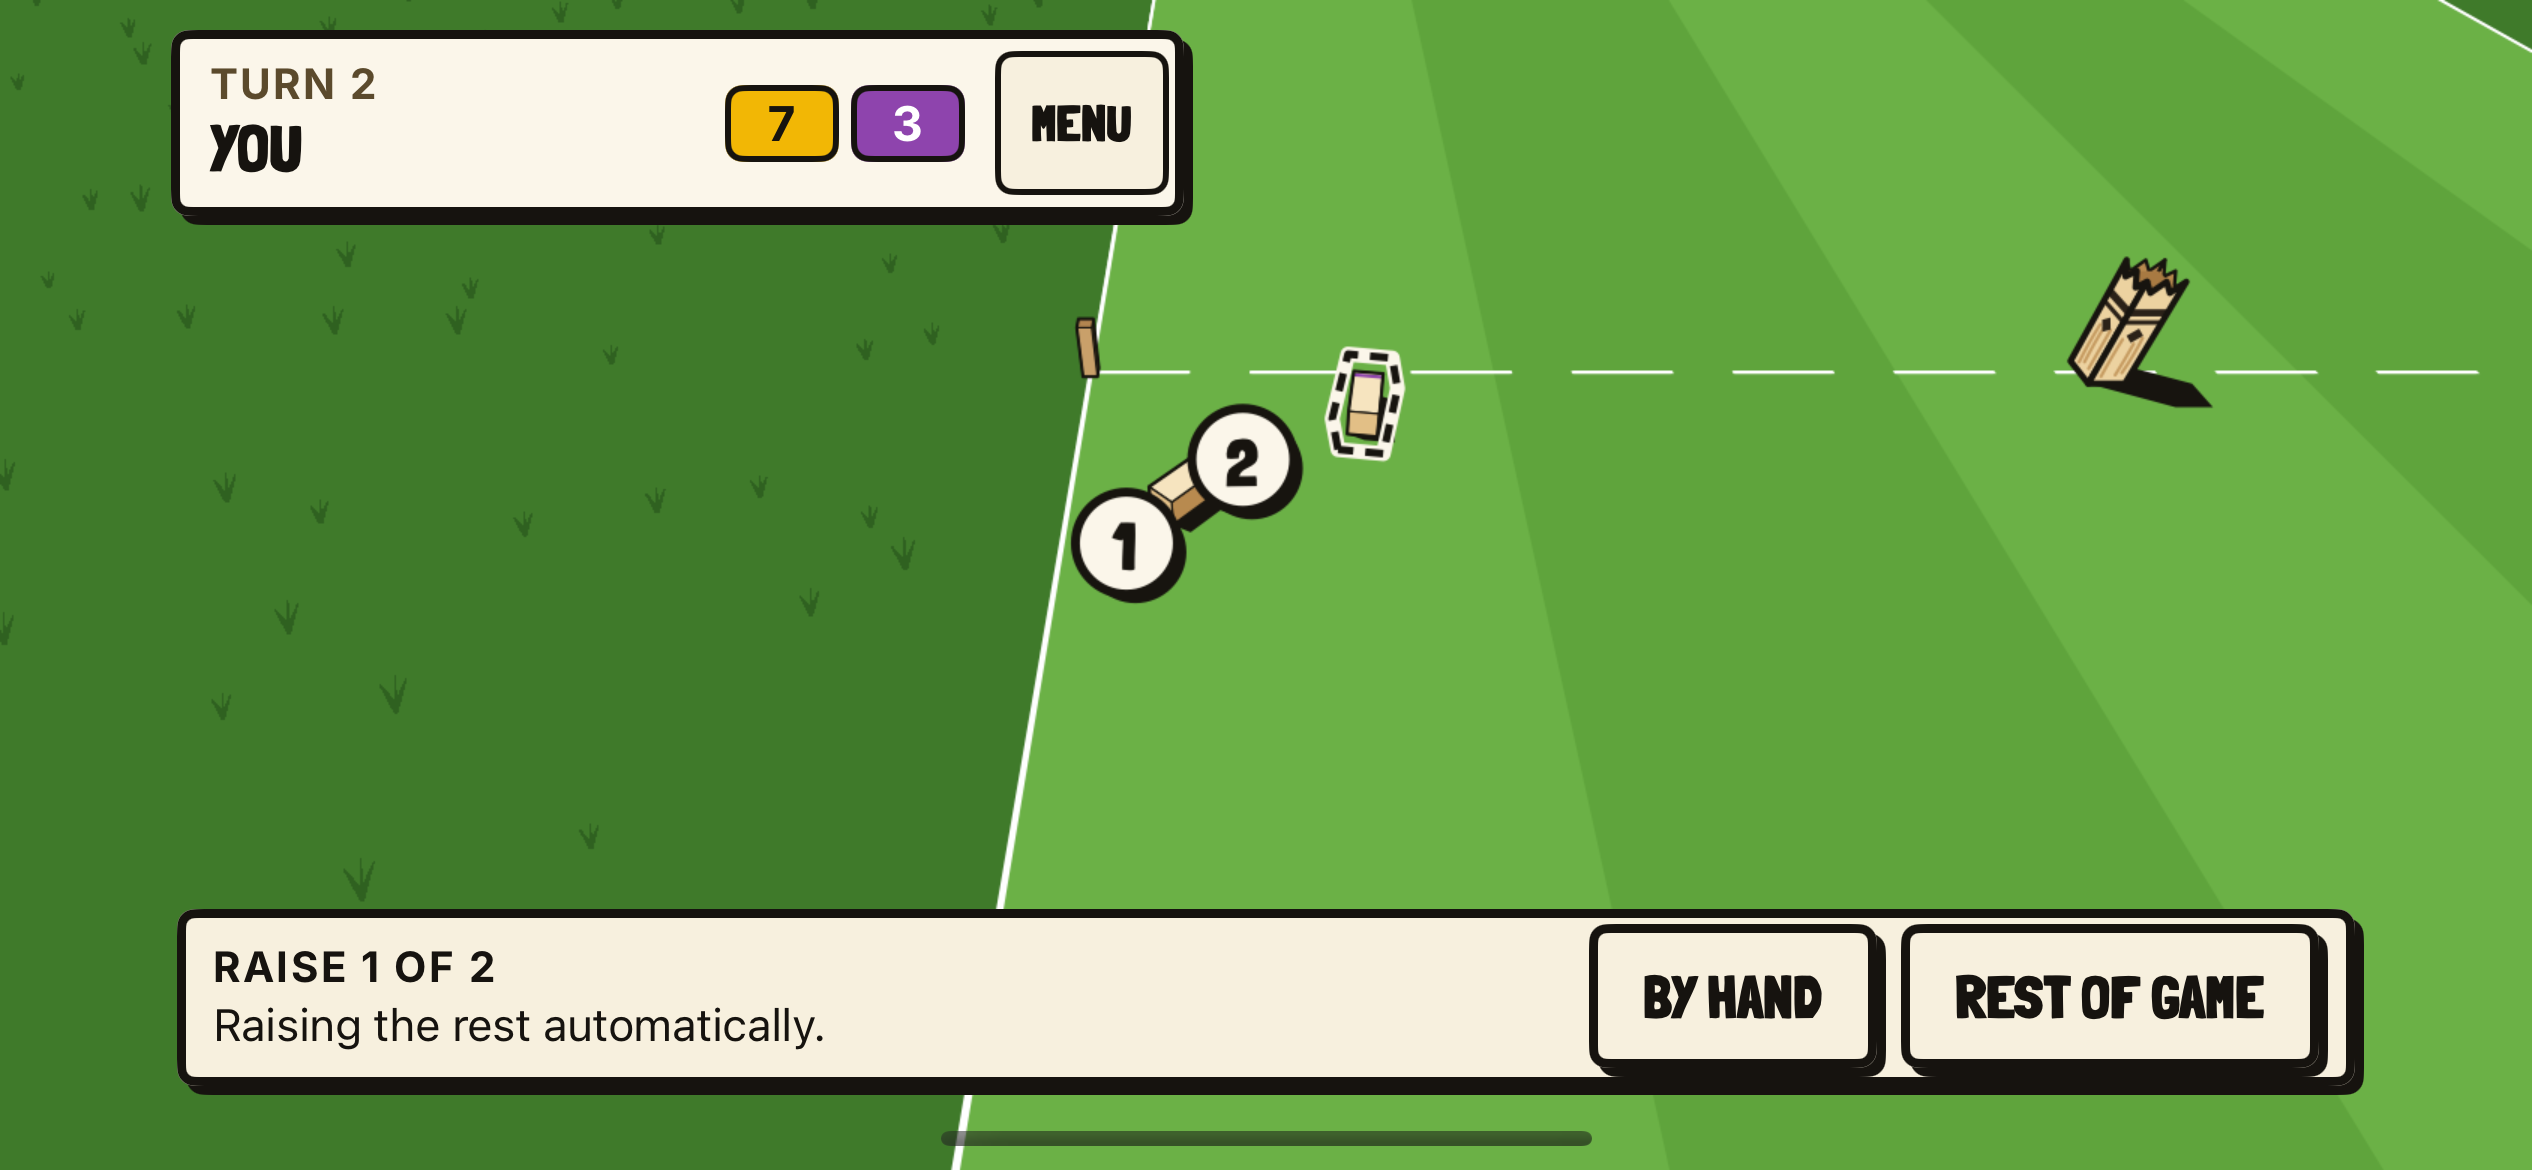 TURN 2
YOU
7
3
MENU
2
1
RAISE 1 OF 2
Raising the rest automatically.
BY HAND
REST OF GAME